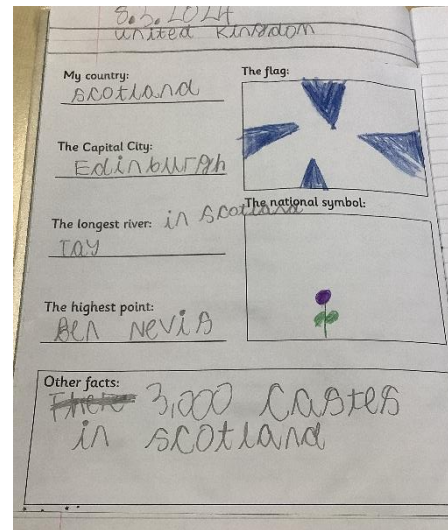 8.3.2024
United Kingdom
My country:
scotland
The flag:
The Capital City:
Edinburgh
The longest river: in scotland
Tay
The national symbol:
The highest point:
Ben Nevis
Other facts:
There 3,000 Castes
in scotland